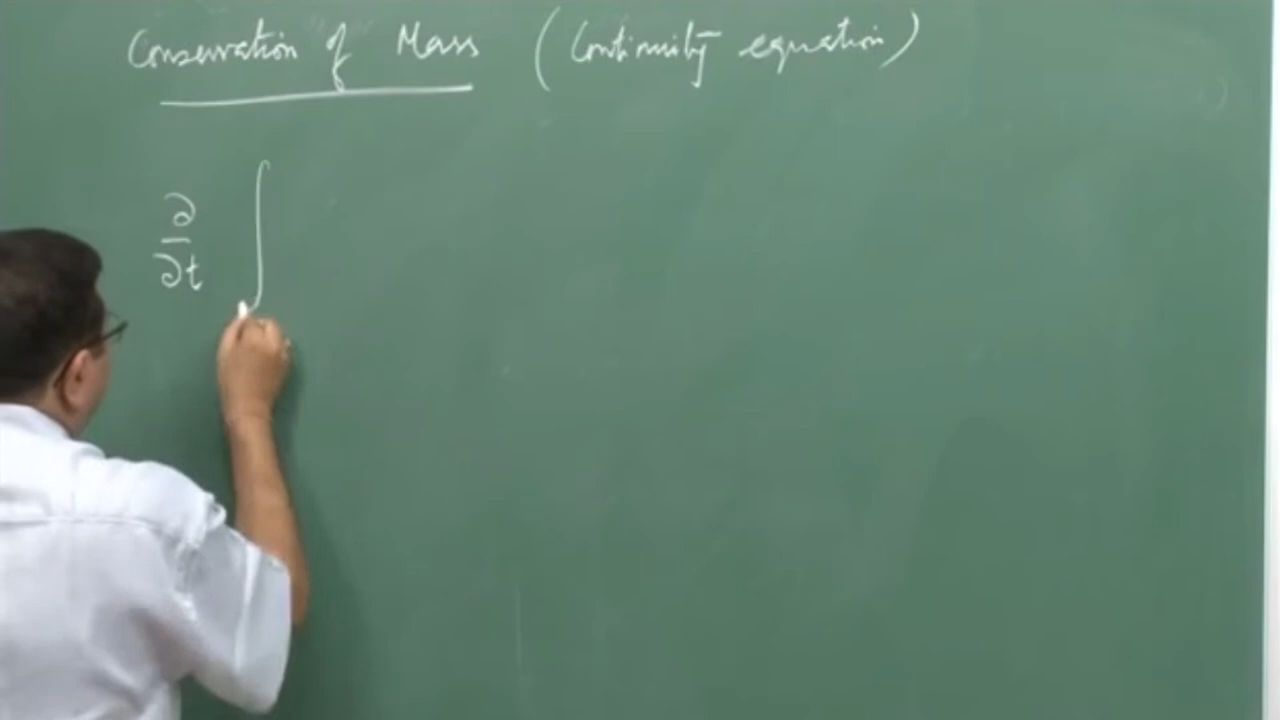 Conservation of Mass (Continuity equation)
∂/∂t ∫